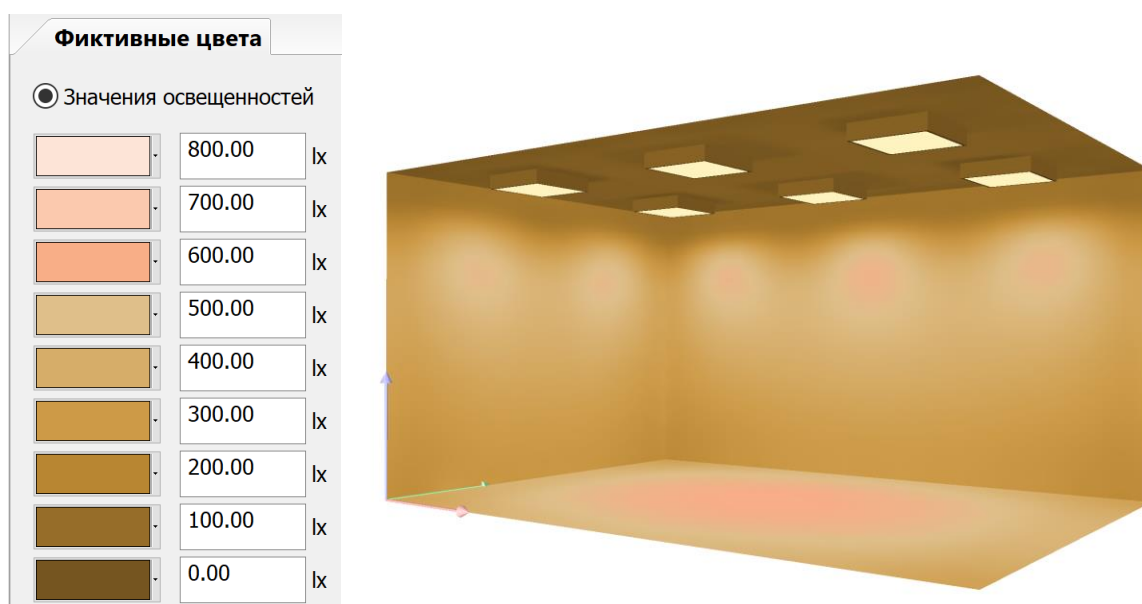 Фиктивные цвета
Значения освещенностей
800.00 lx
700.00 lx
600.00 lx
500.00 lx
400.00 lx
300.00 lx
200.00 lx
100.00 lx
0.00 lx